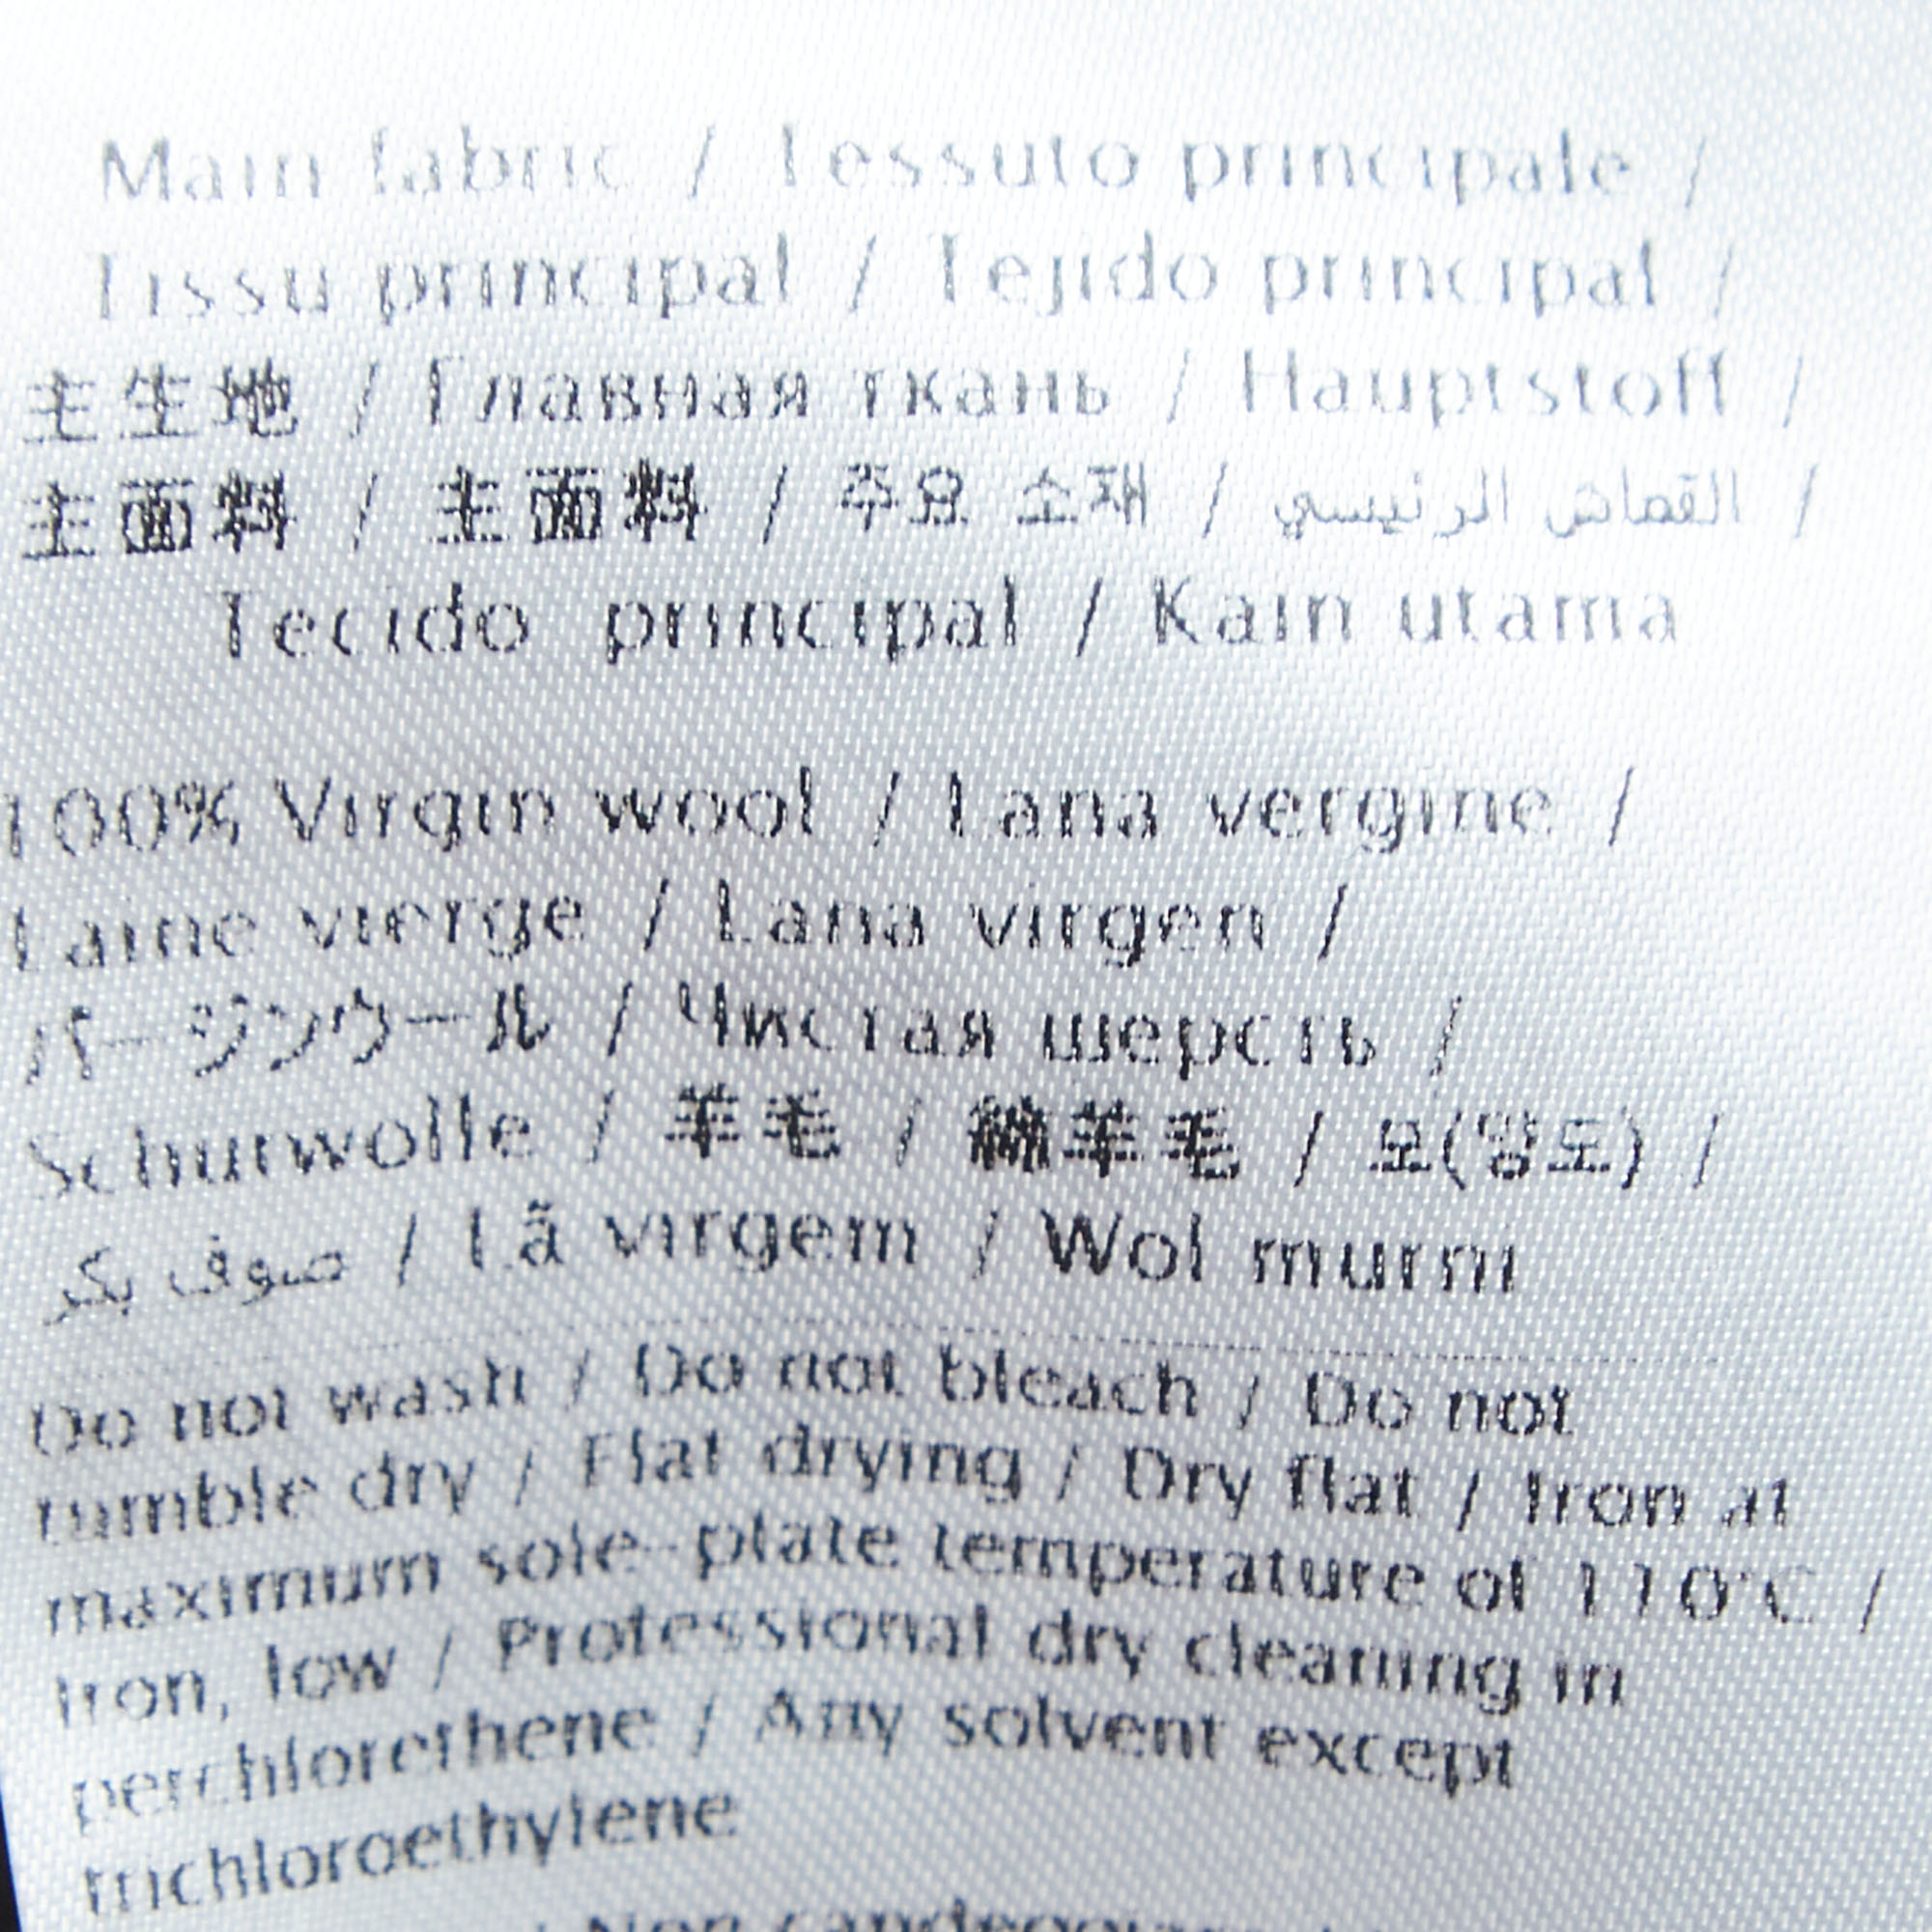 Main fabric / Tessuto principale /
Tissu principal / Tejido principal /
主生地 / Главная ткань / Hauptstoff /
主面料 / 主面料 / 주요 소재 / القماش الرئيسي /
Tecido principal / Kain utama
100% Virgin wool / Lana vergine /
Laine vierge / Lana virgen /
バージンウール / Чистая шерсть /
Schurwolle / 羊毛 / 綿羊毛 / 모(양모) /
صوف بكر / Lã virgem / Wol murni
Do not wash / Do not bleach / Do not
tumble dry / Flat drying / Dry flat / Iron at
maximum sole-plate temperature of 110°C /
Iron, low / Professional dry cleaning in
perchlorethene / Any solvent except
trichloroethylene
/ Non candeggiare /